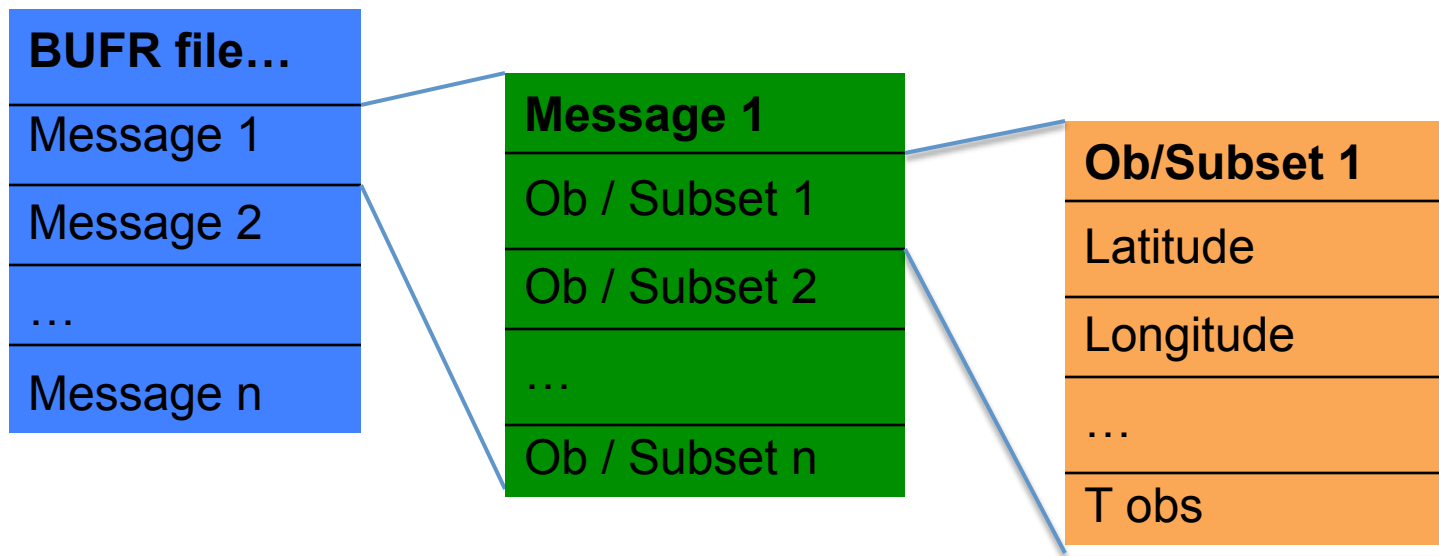 BUFR file…
Message 1
Message 2
…
Message n
Message 1
Ob / Subset 1
Ob / Subset 2
…
Ob / Subset n
Ob/Subset 1
Latitude
Longitude
…
T obs